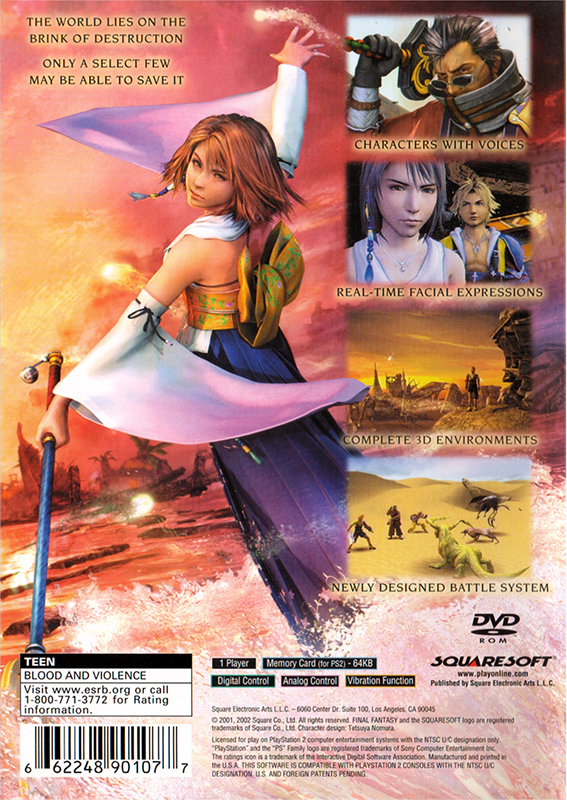 THE WORLD LIES ON THE
BRINK OF DESTRUCTION
ONLY A SELECT FEW
MAY BE ABLE TO SAVE IT
CHARACTERS WITH VOICES
REAL-TIME FACIAL EXPRESSIONS
COMPLETE 3D ENVIRONMENTS
NEWLY DESIGNED BATTLE SYSTEM
DVD
ROM
TEEN
BLOOD AND VIOLENCE
Visit www.esrb.org or call
1-800-771-3772 for Rating
information.
1 Player
Memory Card (for PS2) - 64KB
Digital Control
Analog Control
Vibration Function
SQUARESOFT®
www.playonline.com
Published by Square Electronic Arts L.L.C.
6 62248 90107 7
Square Electronic Arts L.L.C. – 6060 Center Dr. Suite 100, Los Angeles, CA 90045
© 2001, 2002 Square Co., Ltd. All rights reserved. FINAL FANTASY and the SQUARESOFT logo are registered
trademarks of Square Co., Ltd. Character design: Tetsuya Nomura.
Licensed for play on PlayStation 2 computer entertainment systems with the NTSC U/C designation only.
"PlayStation" and the "PS" Family logo are registered trademarks of Sony Computer Entertainment Inc.
The ratings icon is a trademark of the Interactive Digital Software Association. Manufactured and printed in
the U.S.A. THIS SOFTWARE IS COMPATIBLE WITH PLAYSTATION 2 CONSOLES WITH THE NTSC U/C
DESIGNATION. U.S. AND FOREIGN PATENTS PENDING.